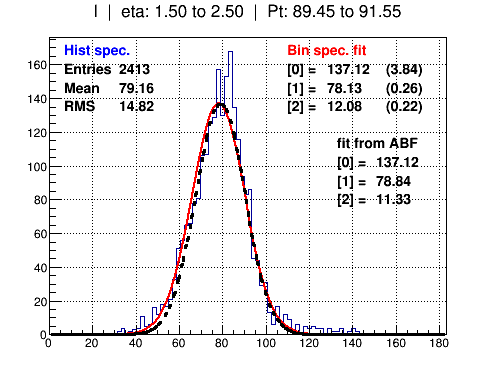 I | eta: 1.50 to 2.50 | Pt: 89.45 to 91.55
Hist spec.
Entries 2413
Mean 79.16
RMS 14.82
Bin spec. fit
[0] = 137.12 (3.84)
[1] = 78.13 (0.26)
[2] = 12.08 (0.22)
fit from ABF
[0] = 137.12
[1] = 78.84
[2] = 11.33
160
140
120
100
80
60
40
20
0
0 20 40 60 80 100 120 140 160 180